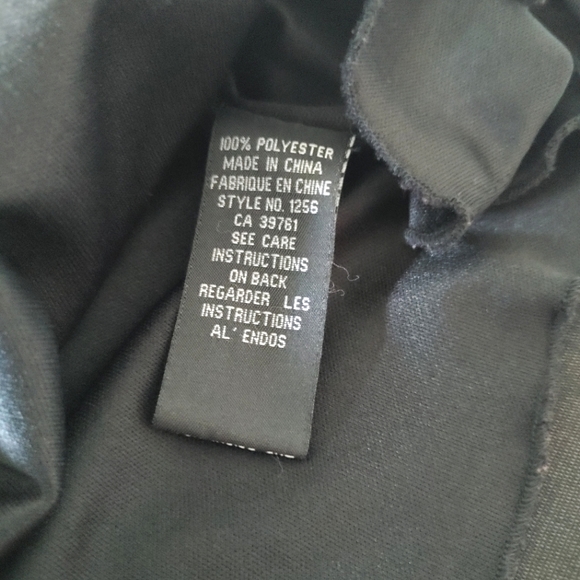 100% POLYESTER
MADE IN CHINA
FABRIQUE EN CHINE
STYLE NO. 1256
CA 39761
SEE CARE
INSTRUCTIONS
ON BACK
REGARDER LES
INSTRUCTIONS
AL' ENDOS